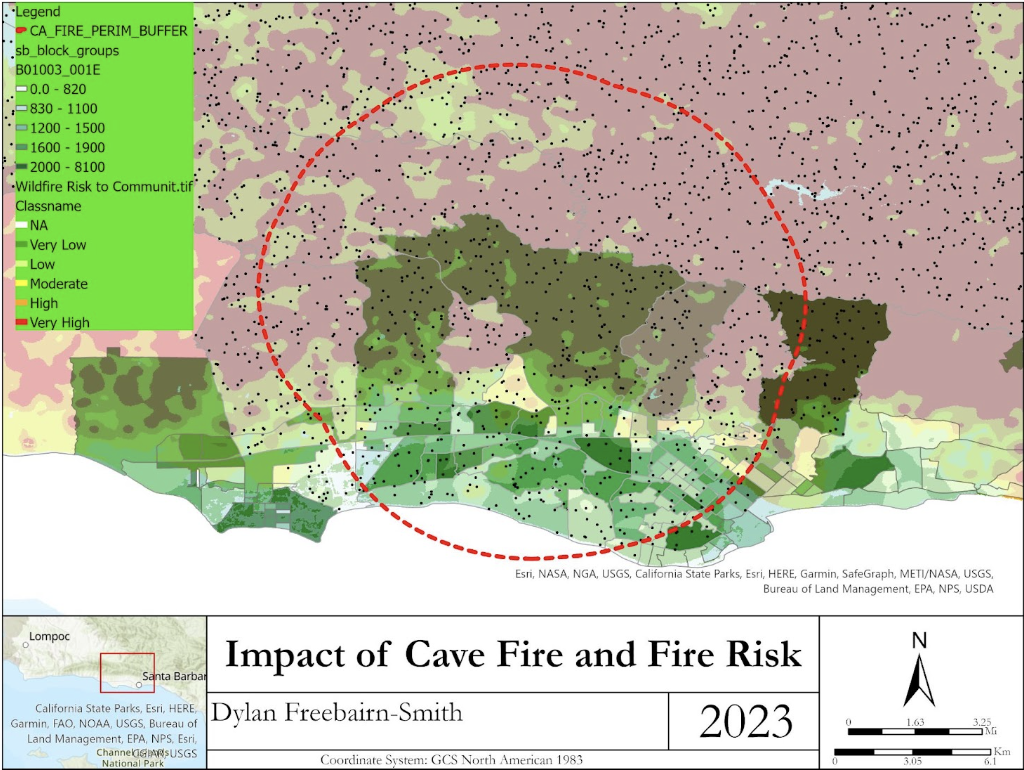 Legend
CA_FIRE_PERIM_BUFFER
sb_block_groups
B01003_001E
0.0 - 820
830 - 1100
1200 - 1500
1600 - 1900
2000 - 8100
Wildfire Risk to Communit.tif
Classname
NA
Very Low
Low
Moderate
High
Very High
Esri, NASA, NGA, USGS, California State Parks, Esri, HERE, Garmin, SafeGraph, METI/NASA, USGS,
Bureau of Land Management, EPA, NPS, USDA
Lompoc
Santa Barbar
California State Parks, Esri, HERE,
Garmin, FAO, NOAA, USGS, Bureau of
Land Management, EPA, NPS, Esri,
USGS
National Park
Impact of Cave Fire and Fire Risk
Dylan Freebairn-Smith
2023
Coordinate System: GCS North American 1983
N
0 1.63 3.25
Mi
Km
0 3.05 6.1